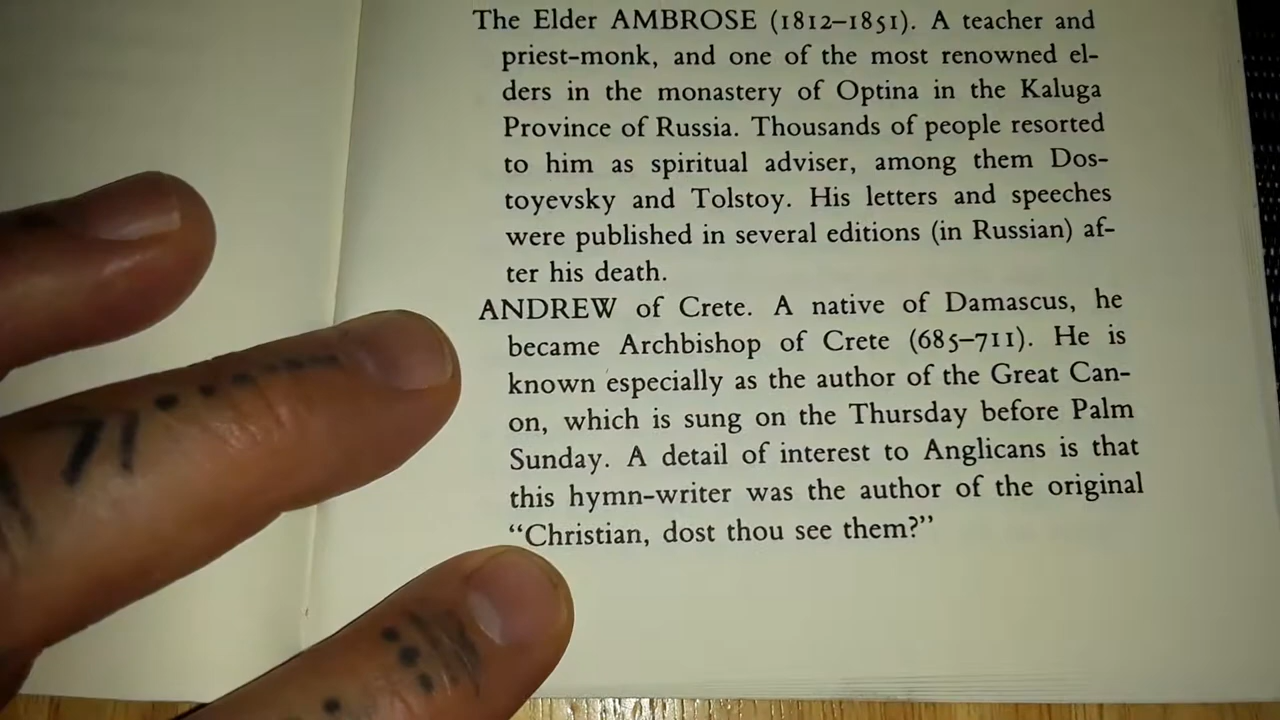 The Elder AMBROSE (1812–1851). A teacher and
priest-monk, and one of the most renowned el-
ders in the monastery of Optina in the Kaluga
Province of Russia. Thousands of people resorted
to him as spiritual adviser, among them Dos-
toyevsky and Tolstoy. His letters and speeches
were published in several editions (in Russian) af-
ter his death.
ANDREW of Crete. A native of Damascus, he
became Archbishop of Crete (685–711). He is
known especially as the author of the Great Can-
on, which is sung on the Thursday before Palm
Sunday. A detail of interest to Anglicans is that
this hymn-writer was the author of the original
“Christian, dost thou see them?”